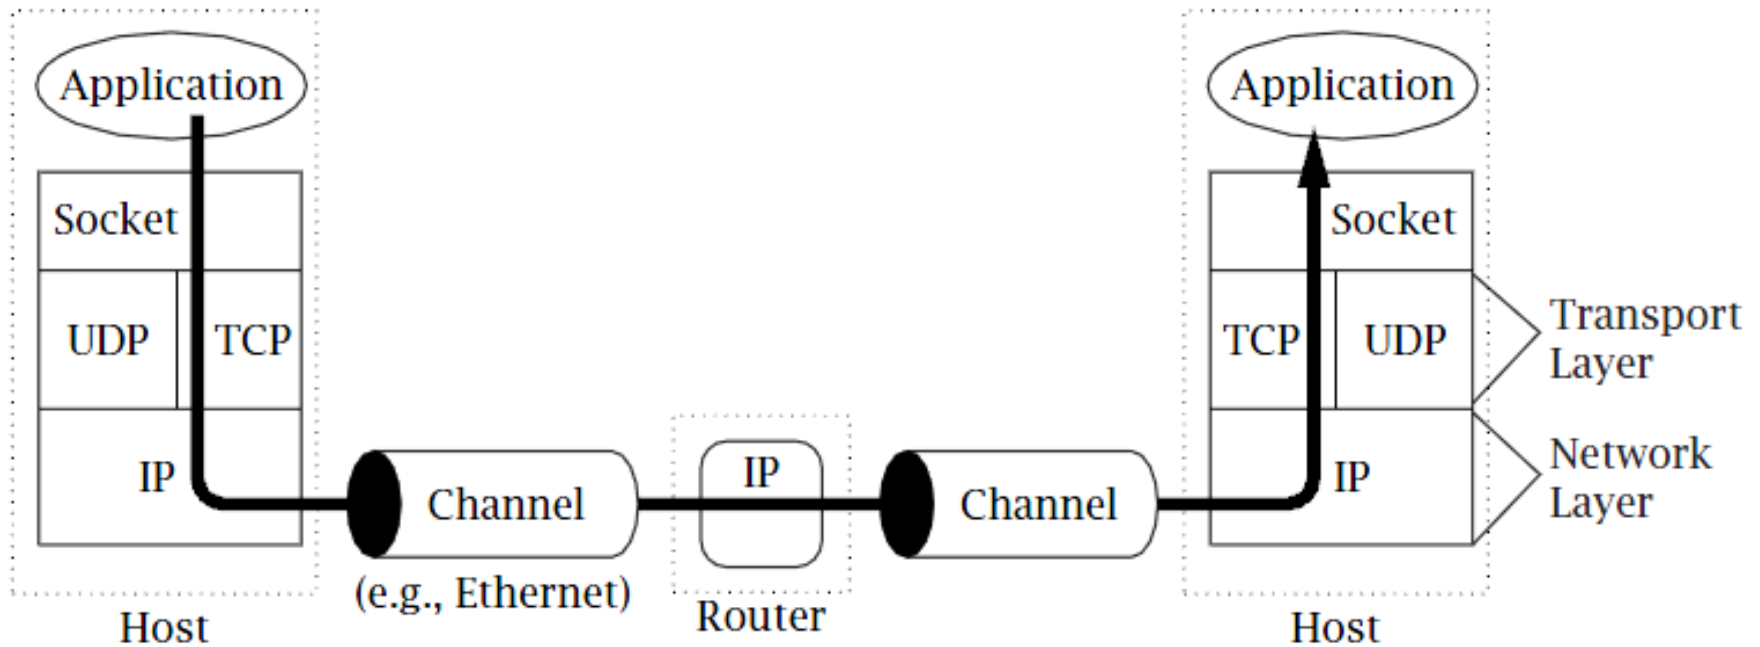 Application
Socket
UDP
TCP
IP
Host
Channel
(e.g., Ethernet)
IP
Router
Channel
Application
Socket
TCP
UDP
IP
Host
Transport
Layer
Network
Layer